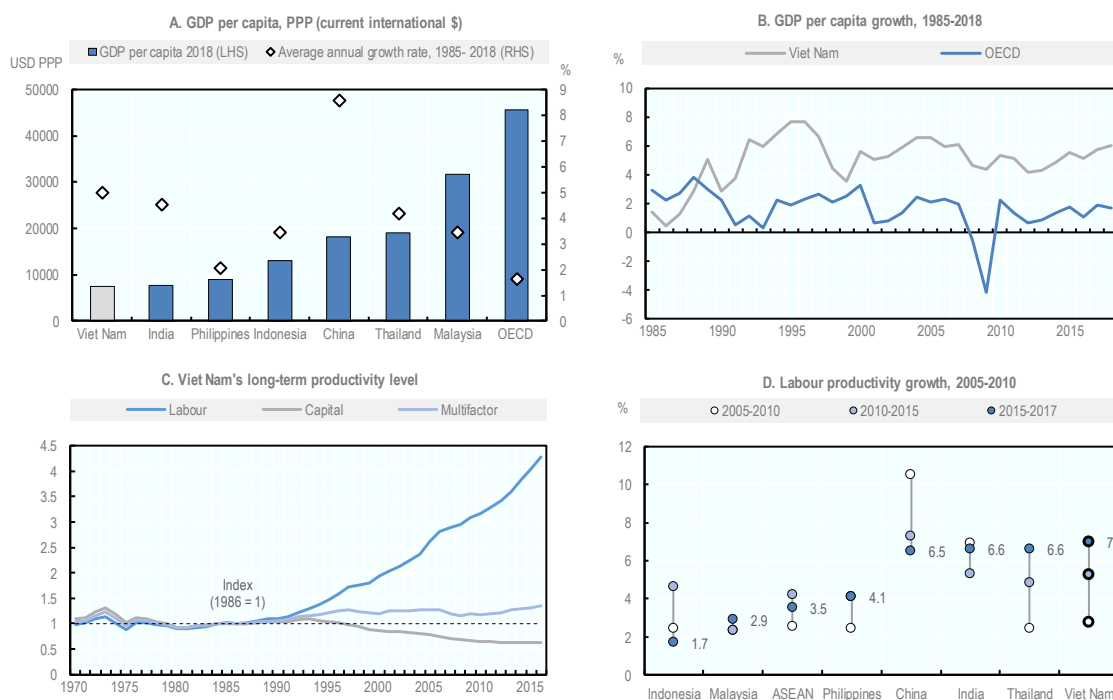 A. GDP per capita, PPP (current international $)
GDP per capita 2018 (LHS) Average annual growth rate, 1985- 2018 (RHS)
USD PPP %
50000 9
8
40000 7
6
30000 5
20000 4
3
10000 2
1
0 0
Viet Nam India Philippines Indonesia China Thailand Malaysia OECD
B. GDP per capita growth, 1985-2018
%
Viet Nam OECD
10
8
6
4
2
0
-2
-4
-6
1985 1990 1995 2000 2005 2010 2015
C. Viet Nam's long-term productivity level
Labour Capital Multifactor
4.5
4
3.5
3
2.5
2
1.5
1
0.5
0
Index
(1986 = 1)
1970 1975 1980 1985 1990 1995 2000 2005 2010 2015
D. Labour productivity growth, 2005-2010
%
2005-2010 2010-2015 2015-2017
12
10
8
6
4
2
0
1.7 2.9 3.5 4.1 6.5 6.6 6.6 7
Indonesia Malaysia ASEAN Philippines China India Thailand Viet Nam